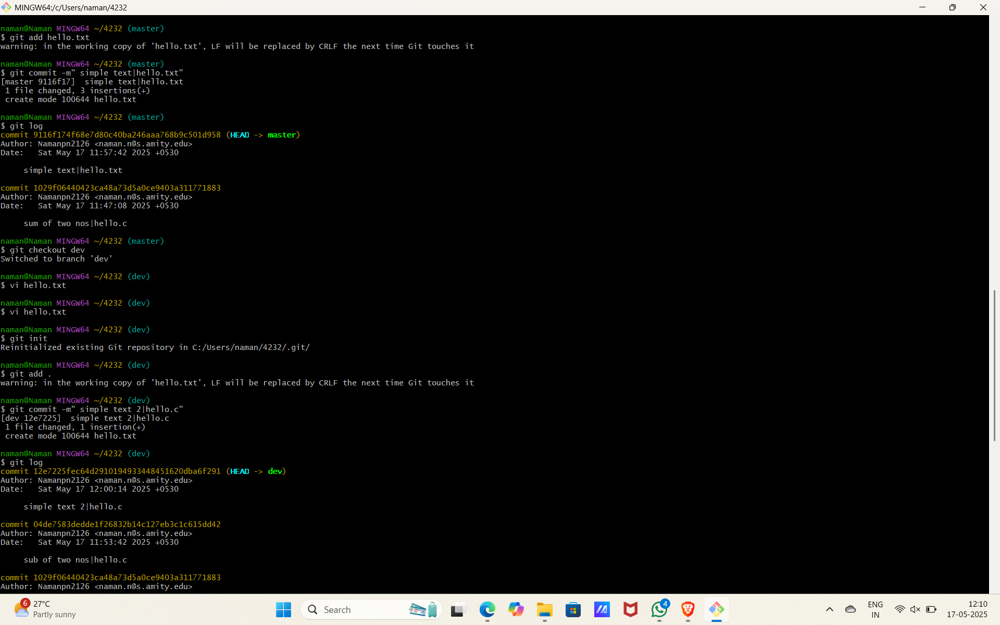 MINGW64:/c/Users/naman/4232
naman@Naman MINGW64 ~/4232 (master)
$ git add hello.txt
warning: in the working copy of 'hello.txt', LF will be replaced by CRLF the next time Git touches it
naman@Naman MINGW64 ~/4232 (master)
$ git commit -m" simple text|hello.txt"
[master 9116f17]  simple text|hello.txt
 1 file changed, 3 insertions(+)
 create mode 100644 hello.txt
naman@Naman MINGW64 ~/4232 (master)
$ git log
commit 9116f174f68e7d80c40ba246aaa768b9c501d958 (HEAD -> master)
Author: Namanpn2126 <naman.n@s.amity.edu>
Date:   Sat May 17 11:57:42 2025 +0530
     simple text|hello.txt
commit 1029f06440423ca48a73d5a0ce9403a311771883
Author: Namanpn2126 <naman.n@s.amity.edu>
Date:   Sat May 17 11:47:08 2025 +0530
     sum of two nos|hello.c
naman@Naman MINGW64 ~/4232 (master)
$ git checkout dev
Switched to branch 'dev'
naman@Naman MINGW64 ~/4232 (dev)
$ vi hello.txt
naman@Naman MINGW64 ~/4232 (dev)
$ vi hello.txt
naman@Naman MINGW64 ~/4232 (dev)
$ git init
Reinitialized existing Git repository in C:/Users/naman/4232/.git/
naman@Naman MINGW64 ~/4232 (dev)
$ git add .
warning: in the working copy of 'hello.txt', LF will be replaced by CRLF the next time Git touches it
naman@Naman MINGW64 ~/4232 (dev)
$ git commit -m" simple text 2|hello.c"
[dev 12e7225]  simple text 2|hello.c
 1 file changed, 1 insertion(+)
 create mode 100644 hello.txt
naman@Naman MINGW64 ~/4232 (dev)
$ git log
commit 12e7225fec64d2910194933448451620dba6f291 (HEAD -> dev)
Author: Namanpn2126 <naman.n@s.amity.edu>
Date:   Sat May 17 12:00:14 2025 +0530
     simple text 2|hello.c
commit 04de7583dedde1f26832b14c127eb3c1c615dd42
Author: Namanpn2126 <naman.n@s.amity.edu>
Date:   Sat May 17 11:53:42 2025 +0530
     sub of two nos|hello.c
commit 1029f06440423ca48a73d5a0ce9403a311771883
Author: Namanpn2126 <naman.n@s.amity.edu>
6
27°C
Partly sunny
Search
4
ENG
IN
12:10
17-05-2025